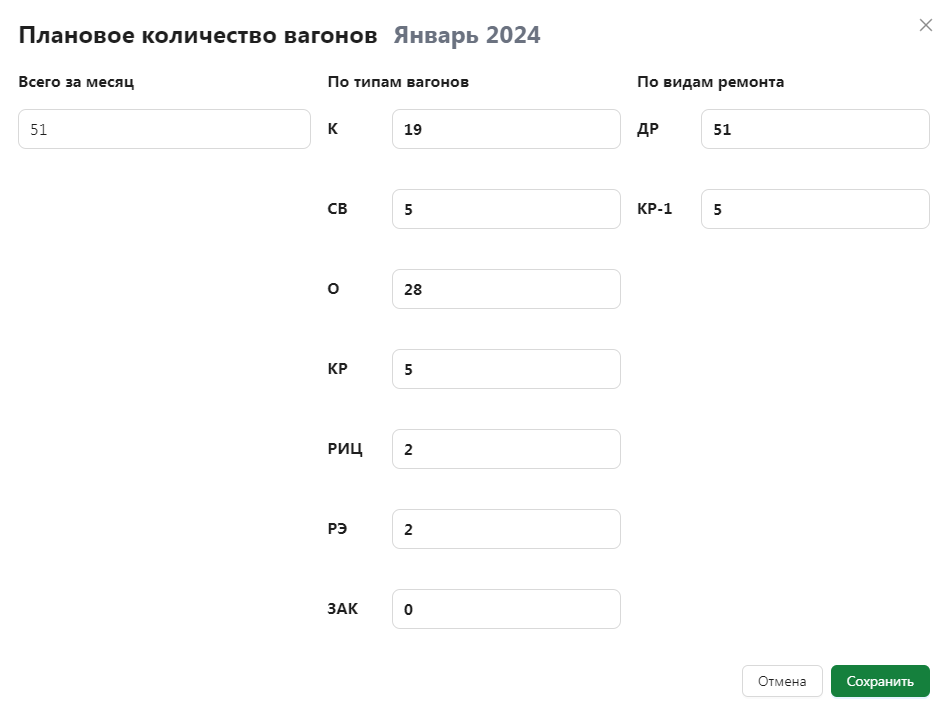 Плановое количество вагонов Январь 2024
Всего за месяц По типам вагонов По видам ремонта
51 К 19 ДР 51
СВ 5 КР-1 5
О 28
КР 5
РИЦ 2
РЭ 2
ЗАК 0
Отмена Сохранить